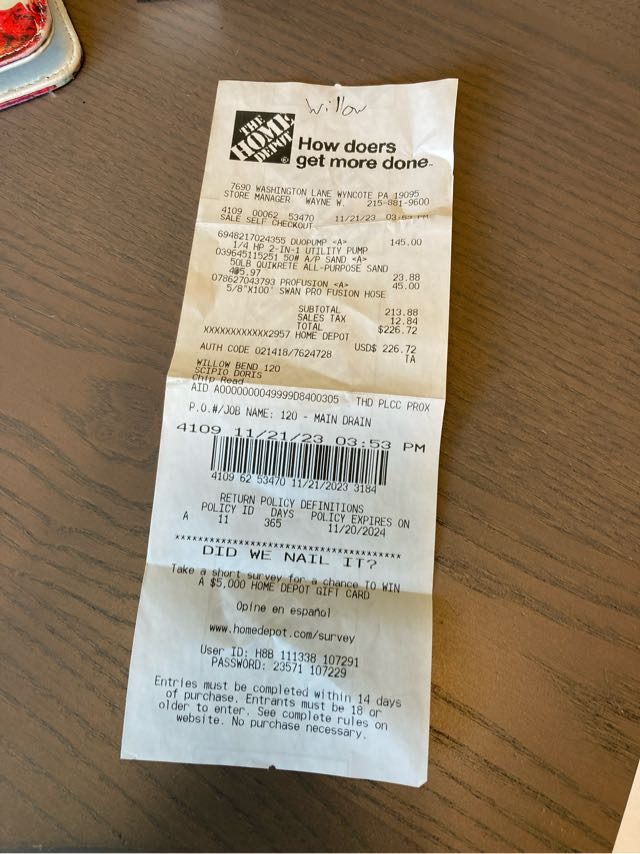 Willow
THE HOME DEPOT
How doers
get more done™
7690 WASHINGTON LANE WYNCOTE PA 19095
STORE MANAGER WAYNE W. 215-881-9600
4109 00062 53470 11/21/23 03:53 PM
SALE SELF CHECKOUT
6948217024355 DUOPUMP <A> 145.00
1/4 HP 2-IN-1 UTILITY PUMP
039645115251 50# A/P SAND <A>
50LB QUIKRETE ALL-PURPOSE SAND
4@5.97 23.88
078627043793 PROFUSION <A> 45.00
5/8"X100' SWAN PRO FUSION HOSE
SUBTOTAL 213.88
SALES TAX 12.84
TOTAL $226.72
XXXXXXXXXXXX2957 HOME DEPOT
USD$ 226.72
AUTH CODE 021418/7624728 TA
WILLOW BEND 120
SCIPIO DORIS
Chip Read
AID A0000000049999D8400305 THD PLCC PROX
P.O.#/JOB NAME: 120 - MAIN DRAIN
4109 11/21/23 03:53 PM
4109 62 53470 11/21/2023 3184
RETURN POLICY DEFINITIONS
POLICY ID DAYS POLICY EXPIRES ON
A 11 365 11/20/2024
****************************************
DID WE NAIL IT?
Take a short survey for a chance TO WIN
A $5,000 HOME DEPOT GIFT CARD
Opine en español
www.homedepot.com/survey
User ID: H8B 111338 107291
PASSWORD: 23571 107229
Entries must be completed within 14 days
of purchase. Entrants must be 18 or
older to enter. See complete rules on
website. No purchase necessary.